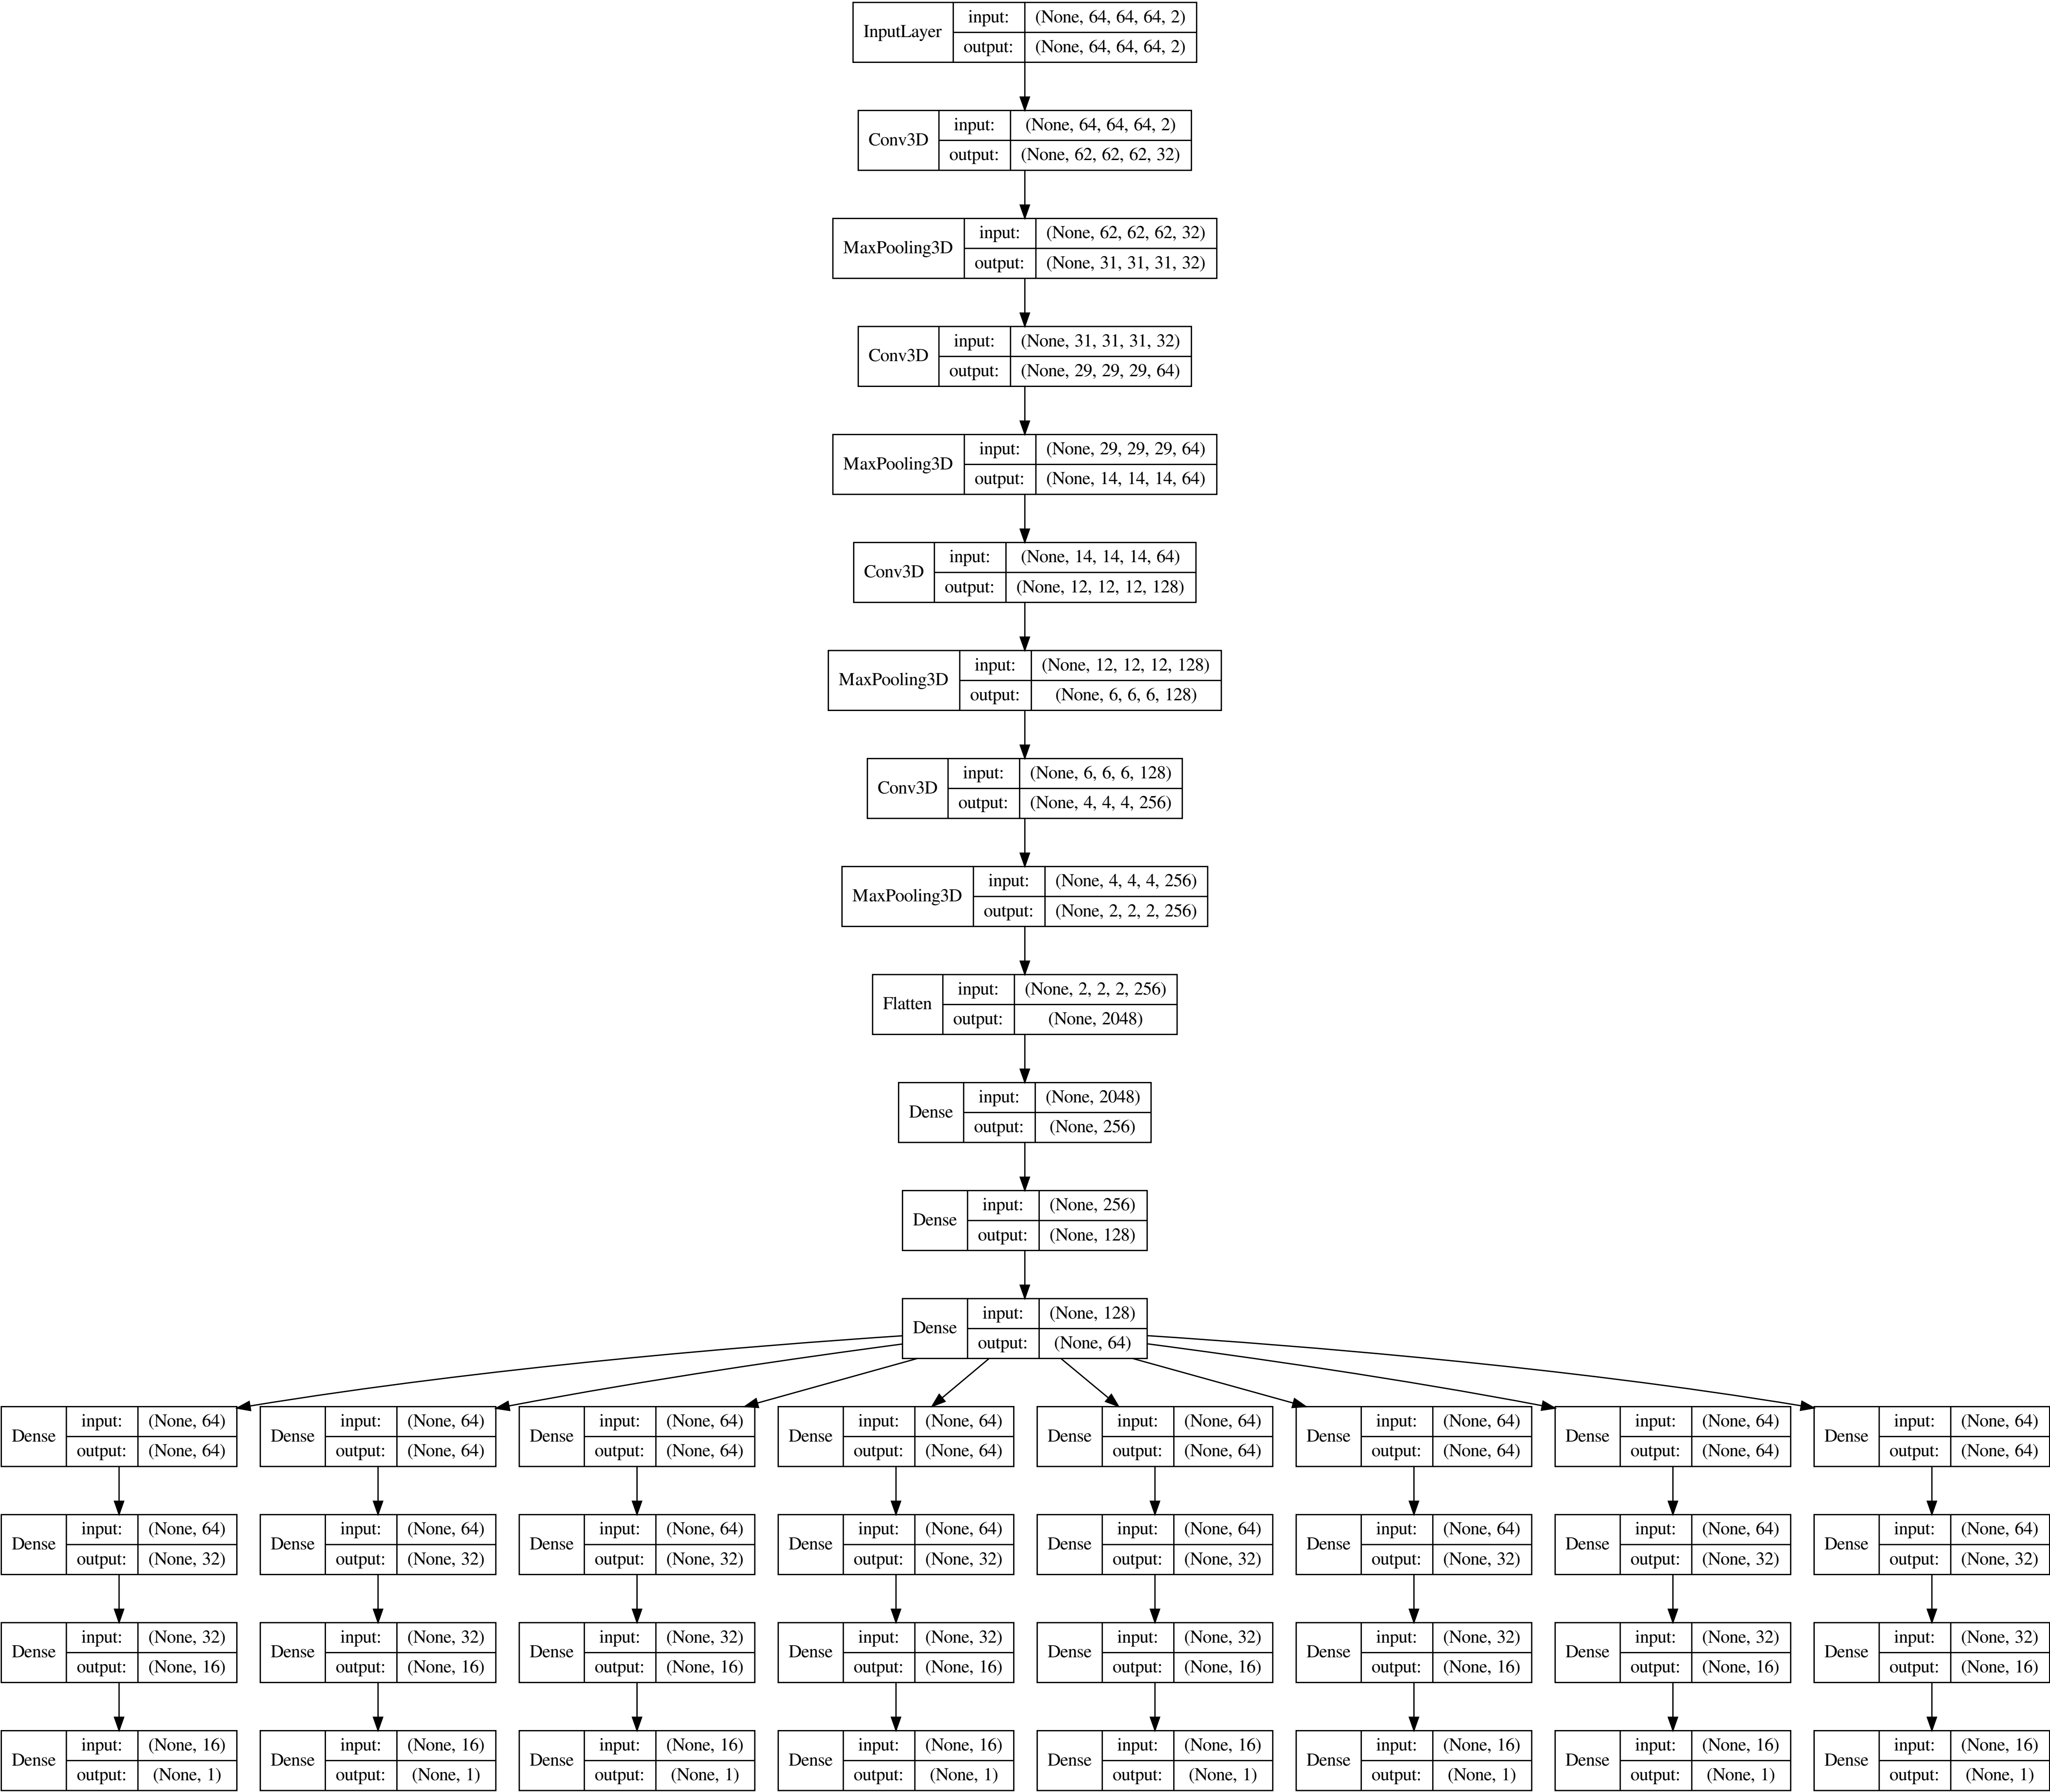 InputLayer input: (None, 64, 64, 64, 2)
output: (None, 64, 64, 64, 2)
Conv3D input: (None, 64, 64, 64, 2)
output: (None, 62, 62, 62, 32)
MaxPooling3D input: (None, 62, 62, 62, 32)
output: (None, 31, 31, 31, 32)
Conv3D input: (None, 31, 31, 31, 32)
output: (None, 29, 29, 29, 64)
MaxPooling3D input: (None, 29, 29, 29, 64)
output: (None, 14, 14, 14, 64)
Conv3D input: (None, 14, 14, 14, 64)
output: (None, 12, 12, 12, 128)
MaxPooling3D input: (None, 12, 12, 12, 128)
output: (None, 6, 6, 6, 128)
Conv3D input: (None, 6, 6, 6, 128)
output: (None, 4, 4, 4, 256)
MaxPooling3D input: (None, 4, 4, 4, 256)
output: (None, 2, 2, 2, 256)
Flatten input: (None, 2, 2, 2, 256)
output: (None, 2048)
Dense input: (None, 2048)
output: (None, 256)
Dense input: (None, 256)
output: (None, 128)
Dense input: (None, 128)
output: (None, 64)
Dense input: (None, 64) Dense input: (None, 64) Dense input: (None, 64) Dense input: (None, 64) Dense input: (None, 64) Dense input: (None, 64) Dense input: (None, 64) Dense input: (None, 64)
output: (None, 64) output: (None, 64) output: (None, 64) output: (None, 64) output: (None, 64) output: (None, 64) output: (None, 64) output: (None, 64)
Dense input: (None, 64) Dense input: (None, 64) Dense input: (None, 64) Dense input: (None, 64) Dense input: (None, 64) Dense input: (None, 64) Dense input: (None, 64) Dense input: (None, 64)
output: (None, 32) output: (None, 32) output: (None, 32) output: (None, 32) output: (None, 32) output: (None, 32) output: (None, 32) output: (None, 32)
Dense input: (None, 32) Dense input: (None, 32) Dense input: (None, 32) Dense input: (None, 32) Dense input: (None, 32) Dense input: (None, 32) Dense input: (None, 32) Dense input: (None, 32)
output: (None, 16) output: (None, 16) output: (None, 16) output: (None, 16) output: (None, 16) output: (None, 16) output: (None, 16) output: (None, 16)
Dense input: (None, 16) Dense input: (None, 16) Dense input: (None, 16) Dense input: (None, 16) Dense input: (None, 16) Dense input: (None, 16) Dense input: (None, 16) Dense input: (None, 16)
output: (None, 1) output: (None, 1) output: (None, 1) output: (None, 1) output: (None, 1) output: (None, 1) output: (None, 1) output: (None, 1)